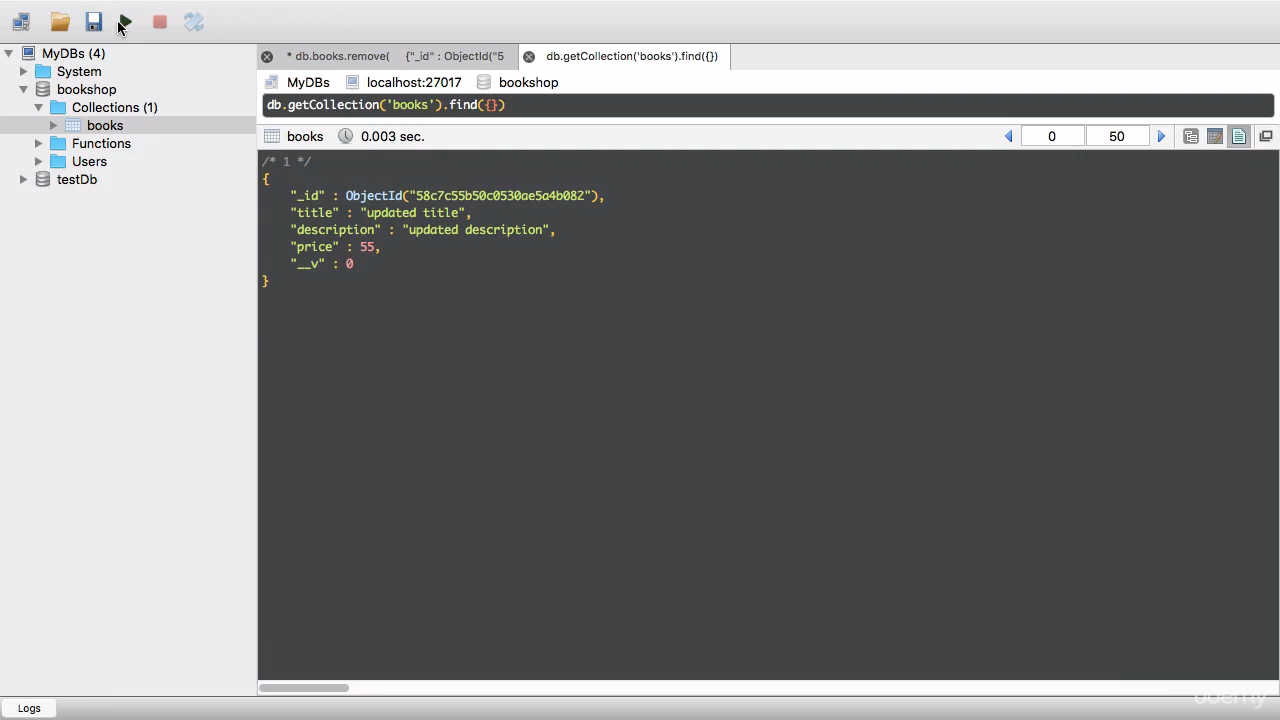 MyDBs (4)
System
bookshop
Collections (1)
books
Functions
Users
testDb
* db.books.remove( {"_id" : ObjectId("5
db.getCollection('books').find({})
MyDBs localhost:27017 bookshop
db.getCollection('books').find({})
books 0.003 sec. 0 50
/* 1 */
{
"_id" : ObjectId("58c7c55b50c0530ae5a4b082"),
"title" : "updated title",
"description" : "updated description",
"price" : 55,
"__v" : 0
}
Logs
udemy